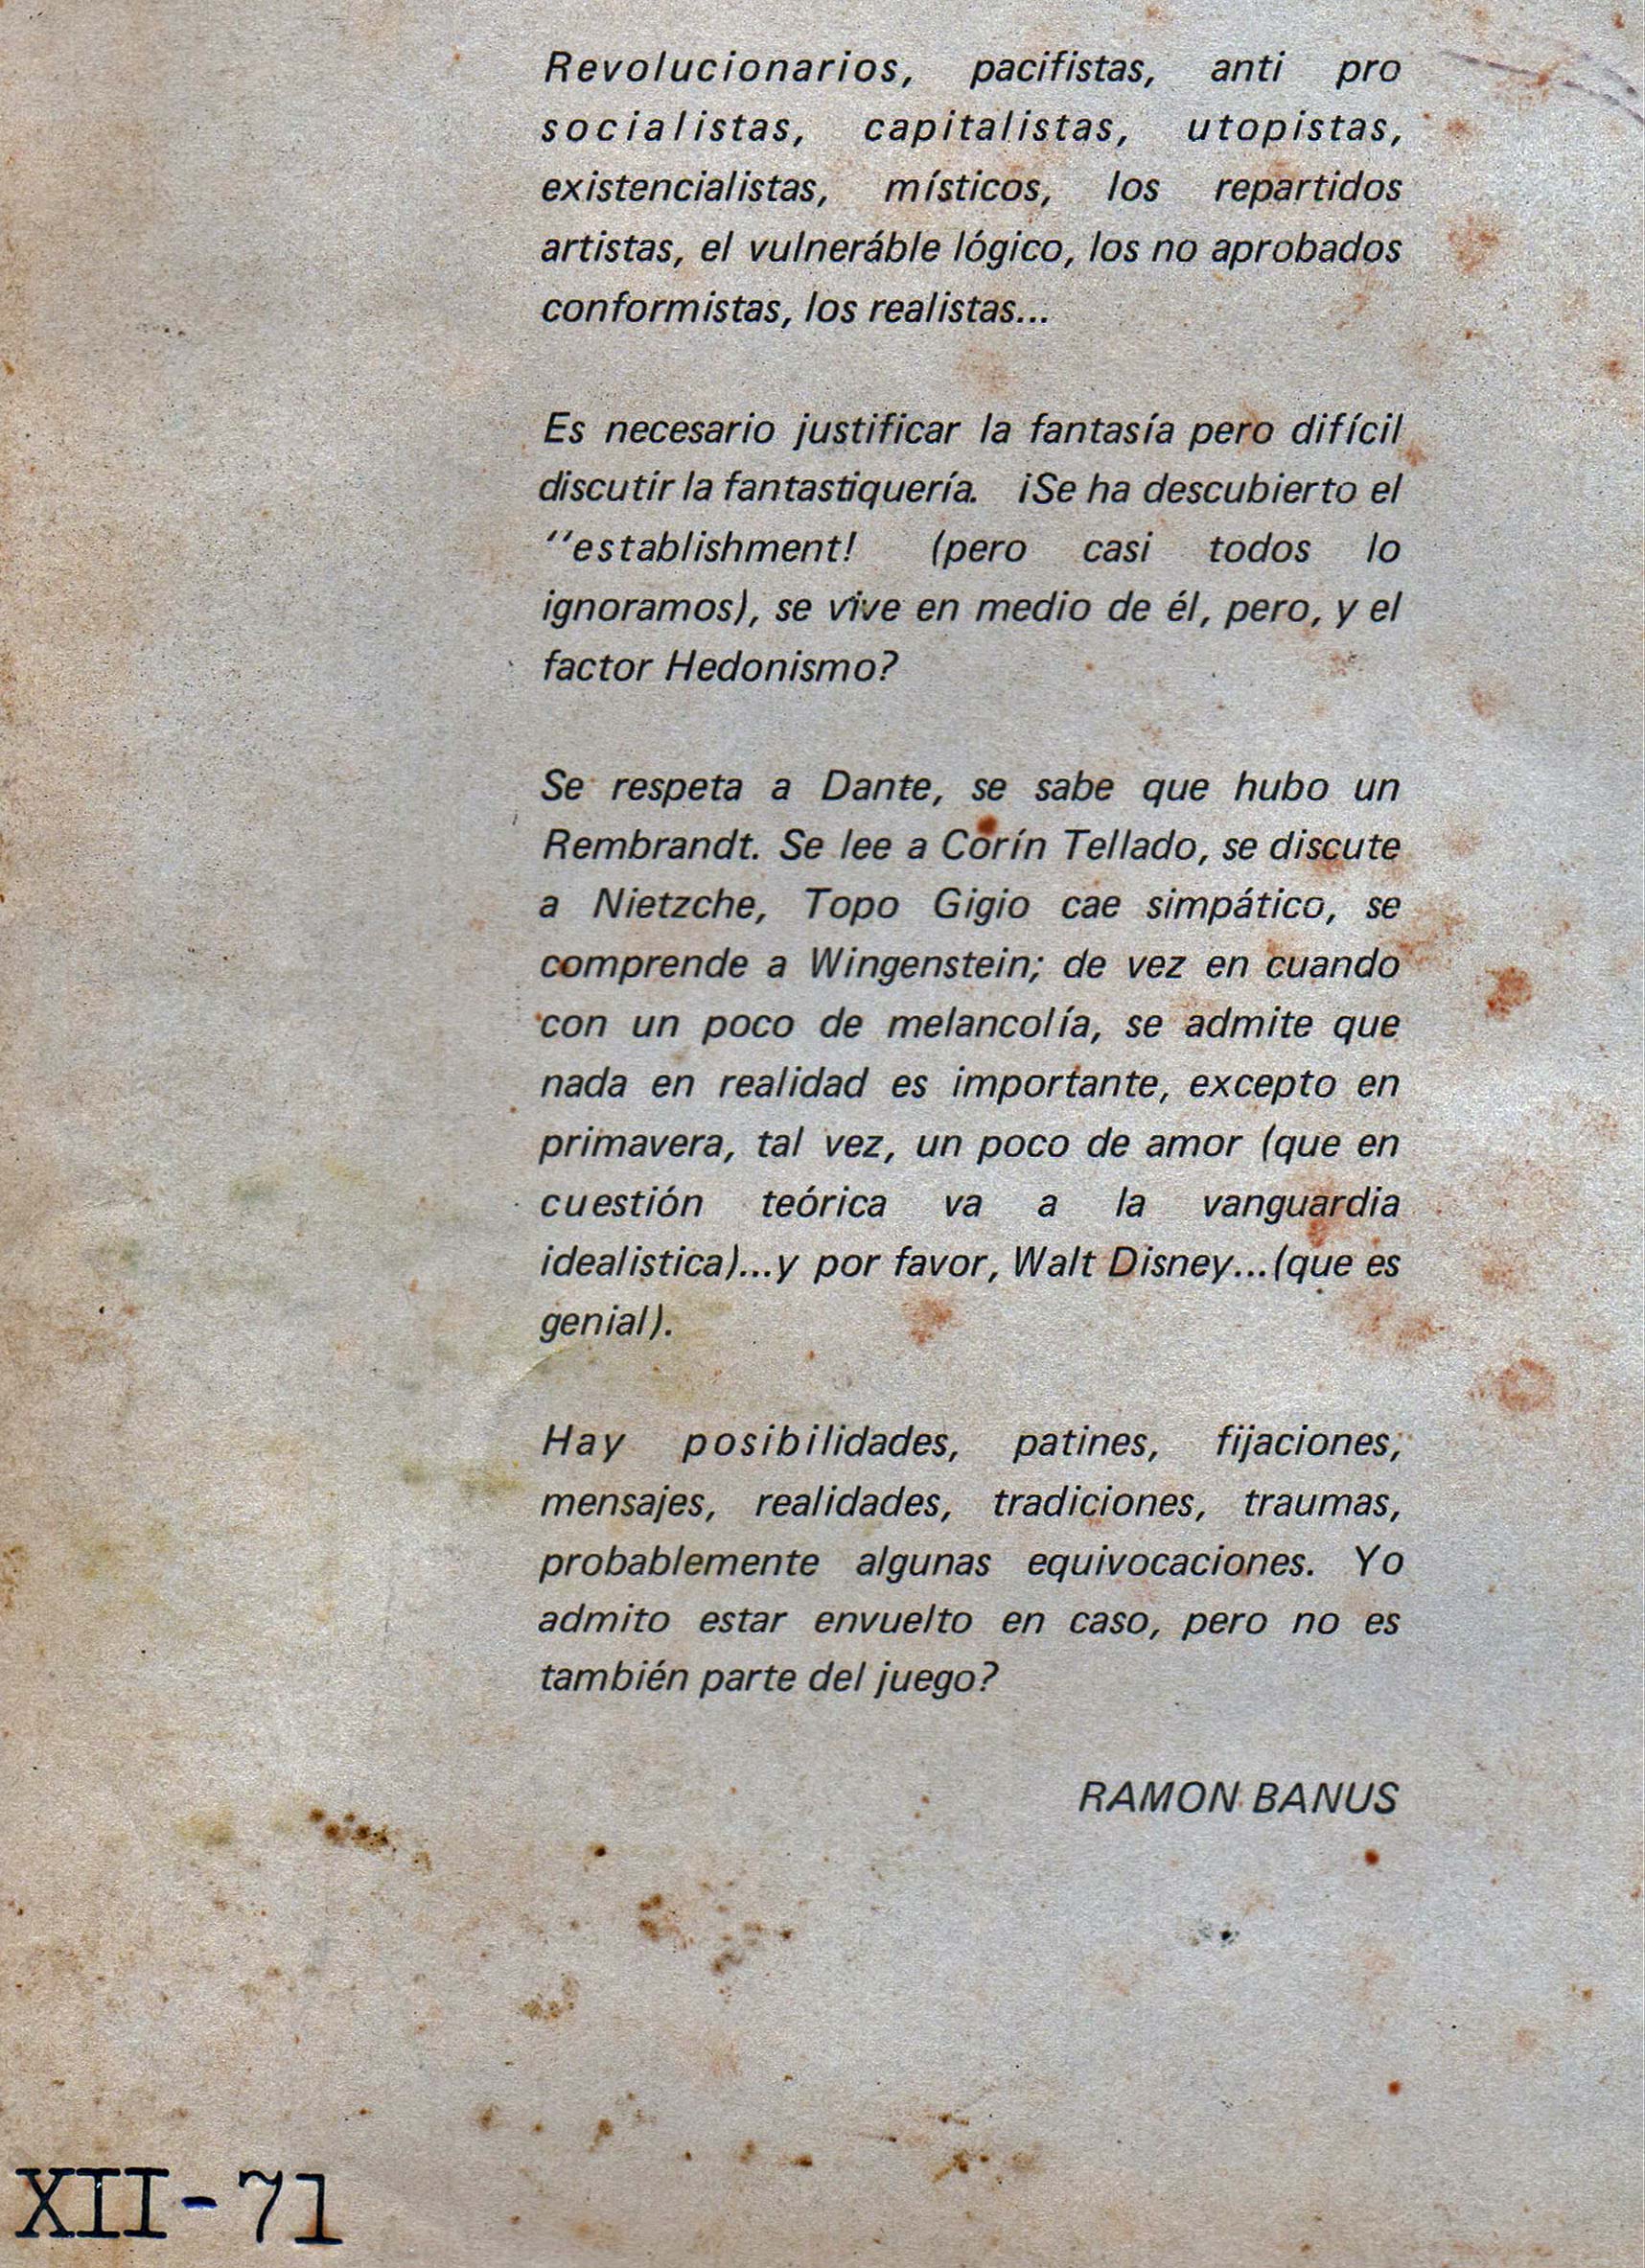 Revolucionarios, pacifistas, anti pro
socialistas, capitalistas, utopistas,
existencialistas, místicos, los repartidos
artistas, el vulneráble lógico, los no aprobados
conformistas, los realistas...
Es necesario justificar la fantasía pero difícil
discutir la fantastiquería. ¡Se ha descubierto el
''establishment! (pero casi todos lo
ignoramos), se vive en medio de él, pero, y el
factor Hedonismo?
Se respeta a Dante, se sabe que hubo un
Rembrandt. Se lee a Corín Tellado, se discute
a Nietzche, Topo Gigio cae simpático, se
comprende a Wingenstein; de vez en cuando
con un poco de melancolía, se admite que
nada en realidad es importante, excepto en
primavera, tal vez, un poco de amor (que en
cuestión teórica va a la vanguardia
idealistica)...y por favor, Walt Disney...(que es
genial).
Hay posibilidades, patines, fijaciones,
mensajes, realidades, tradiciones, traumas,
probablemente algunas equivocaciones. Yo
admito estar envuelto en caso, pero no es
también parte del juego?
RAMON BANUS
XII-71